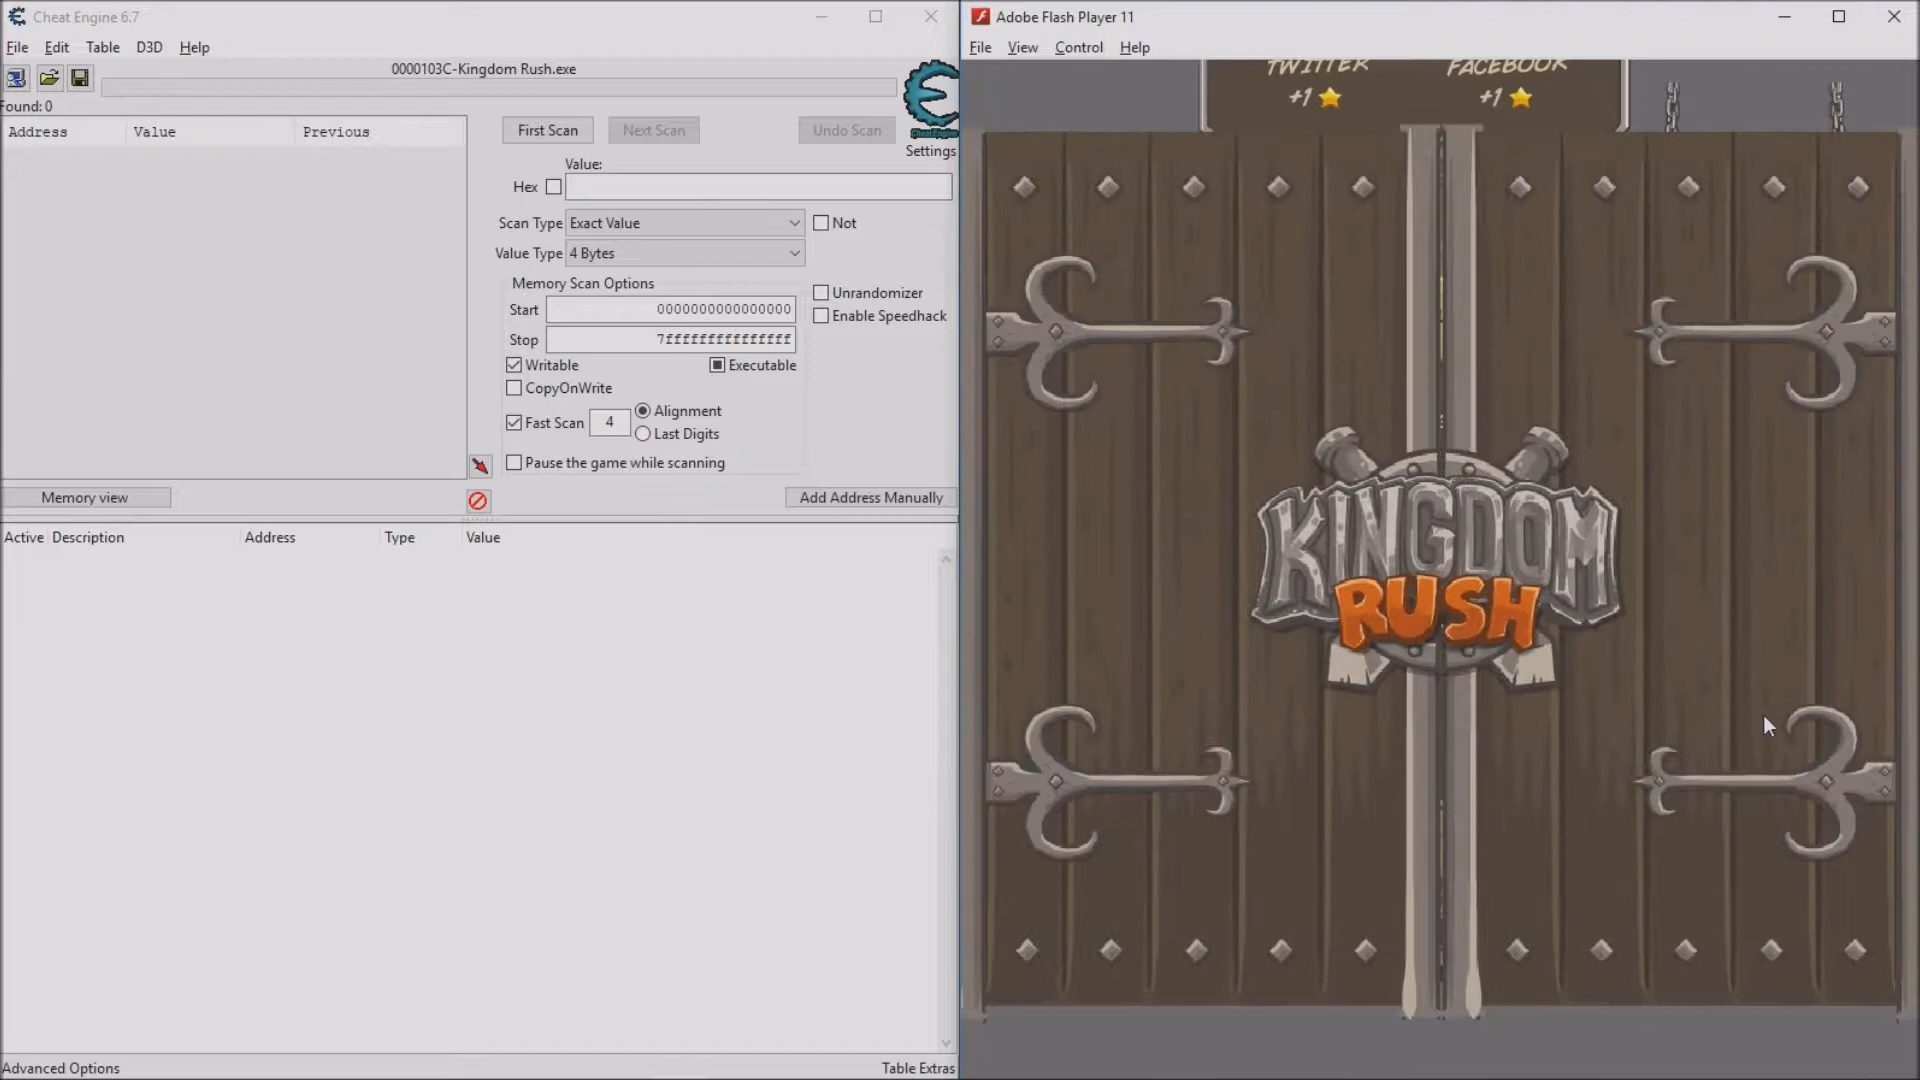 Cheat Engine 6.7
File Edit Table D3D Help
0000103C-Kingdom Rush.exe
Found: 0
Address Value Previous
First Scan Next Scan Undo Scan
Cheat Engine
Settings
Value:
Hex
Scan Type Exact Value Not
Value Type 4 Bytes
Memory Scan Options
Start 0000000000000000
Stop 7fffffffffffffff
Unrandomizer
Enable Speedhack
Writable Executable
CopyOnWrite
Fast Scan 4 Alignment
Last Digits
Pause the game while scanning
Memory view Add Address Manually
Active Description Address Type Value
Advanced Options Table Extras
Adobe Flash Player 11
File View Control Help
TWITTER FACEBOOK
+1 +1
KINGDOM
RUSH